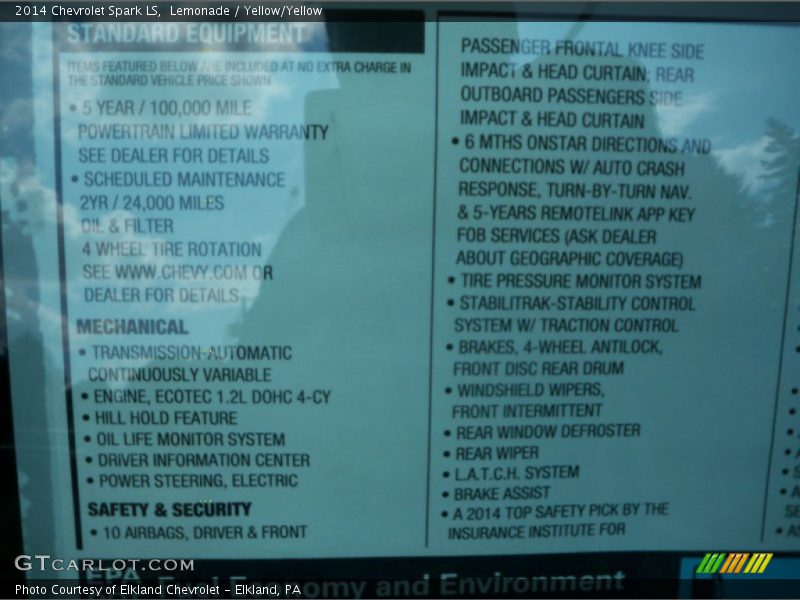 2014 Chevrolet Spark LS, Lemonade / Yellow/Yellow
STANDARD EQUIPMENT
ITEMS FEATURED BELOW ARE INCLUDED AT NO EXTRA CHARGE IN
THE STANDARD VEHICLE PRICE SHOWN
• 5 YEAR / 100,000 MILE
POWERTRAIN LIMITED WARRANTY
SEE DEALER FOR DETAILS
• SCHEDULED MAINTENANCE
2YR / 24,000 MILES
OIL & FILTER
4 WHEEL TIRE ROTATION
SEE WWW.CHEVY.COM OR
DEALER FOR DETAILS
MECHANICAL
• TRANSMISSION-AUTOMATIC
CONTINUOUSLY VARIABLE
• ENGINE, ECOTEC 1.2L DOHC 4-CY
• HILL HOLD FEATURE
• OIL LIFE MONITOR SYSTEM
• DRIVER INFORMATION CENTER
• POWER STEERING, ELECTRIC
SAFETY & SECURITY
• 10 AIRBAGS, DRIVER & FRONT
PASSENGER FRONTAL KNEE SIDE
IMPACT & HEAD CURTAIN; REAR
OUTBOARD PASSENGERS SIDE
IMPACT & HEAD CURTAIN
• 6 MTHS ONSTAR DIRECTIONS AND
CONNECTIONS W/ AUTO CRASH
RESPONSE, TURN-BY-TURN NAV.
& 5-YEARS REMOTELINK APP KEY
FOB SERVICES (ASK DEALER
ABOUT GEOGRAPHIC COVERAGE)
• TIRE PRESSURE MONITOR SYSTEM
• STABILITRAK-STABILITY CONTROL
SYSTEM W/ TRACTION CONTROL
• BRAKES, 4-WHEEL ANTILOCK,
FRONT DISC REAR DRUM
• WINDSHIELD WIPERS,
FRONT INTERMITTENT
• REAR WINDOW DEFROSTER
• REAR WIPER
• L.A.T.C.H. SYSTEM
• BRAKE ASSIST
• A 2014 TOP SAFETY PICK BY THE
INSURANCE INSTITUTE FOR
EPA Fuel Economy and Environment
GTCARLOT.COM
Photo Courtesy of Elkland Chevrolet - Elkland, PA